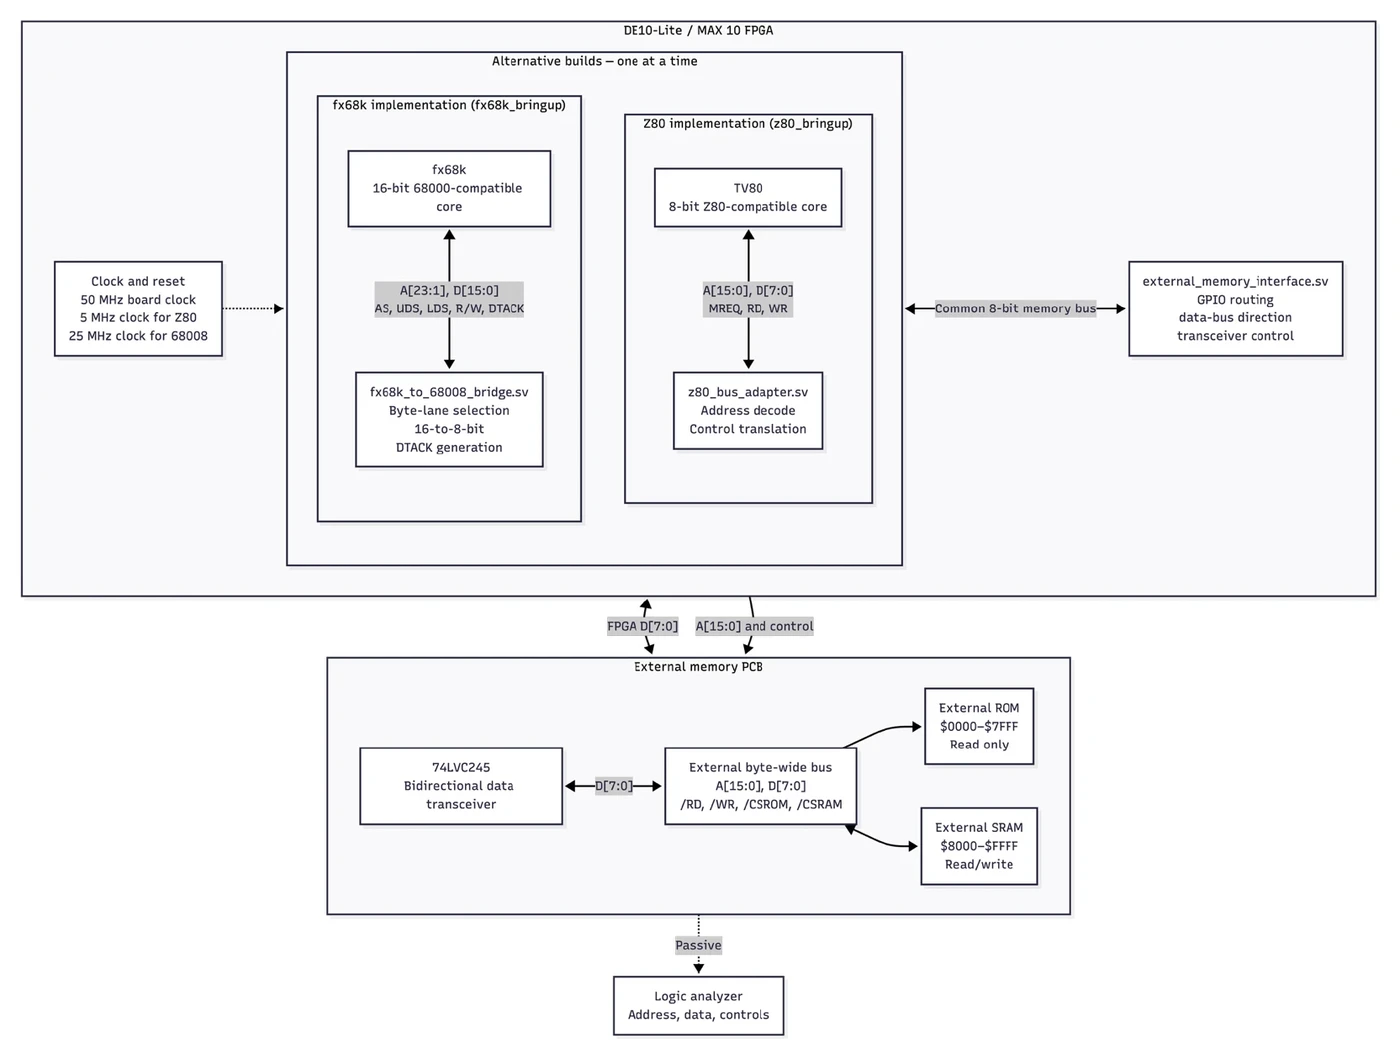 DE10-Lite / MAX 10 FPGA
Alternative builds — one at a time
fx68k implementation (fx68k_bringup)
fx68k
16-bit 68000-compatible
core
A[23:1], D[15:0]
AS, UDS, LDS, R/W, DTACK
fx68k_to_68008_bridge.sv
Byte-lane selection
16-to-8-bit
DTACK generation
Z80 implementation (z80_bringup)
TV80
8-bit Z80-compatible core
A[15:0], D[7:0]
MREQ, RD, WR
z80_bus_adapter.sv
Address decode
Control translation
Clock and reset
50 MHz board clock
5 MHz clock for Z80
25 MHz clock for 68008
Common 8-bit memory bus
external_memory_interface.sv
GPIO routing
data-bus direction
transceiver control
FPGA D[7:0]
A[15:0] and control
External memory PCB
74LVC245
Bidirectional data
transceiver
D[7:0]
External byte-wide bus
A[15:0], D[7:0]
/RD, /WR, /CSROM, /CSRAM
External ROM
$0000–$7FFF
Read only
External SRAM
$8000–$FFFF
Read/write
Passive
Logic analyzer
Address, data, controls